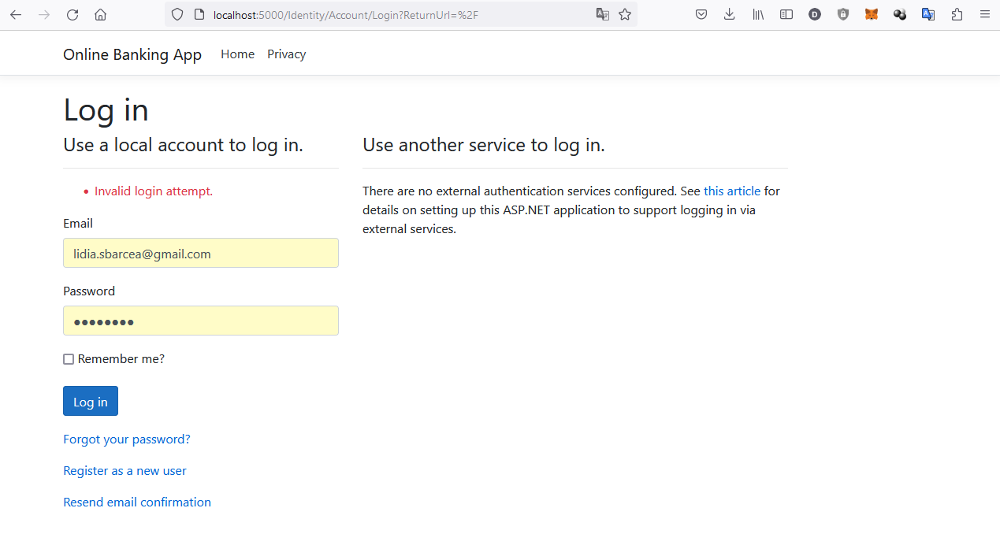 localhost:5000/Identity/Account/Login?ReturnUrl=%2F
Online Banking App Home Privacy
Log in
Use a local account to log in.
Invalid login attempt.
Email
lidia.sbarcea@gmail.com
Password
Remember me?
Log in
Forgot your password?
Register as a new user
Resend email confirmation
Use another service to log in.
There are no external authentication services configured. See this article for
details on setting up this ASP.NET application to support logging in via
external services.